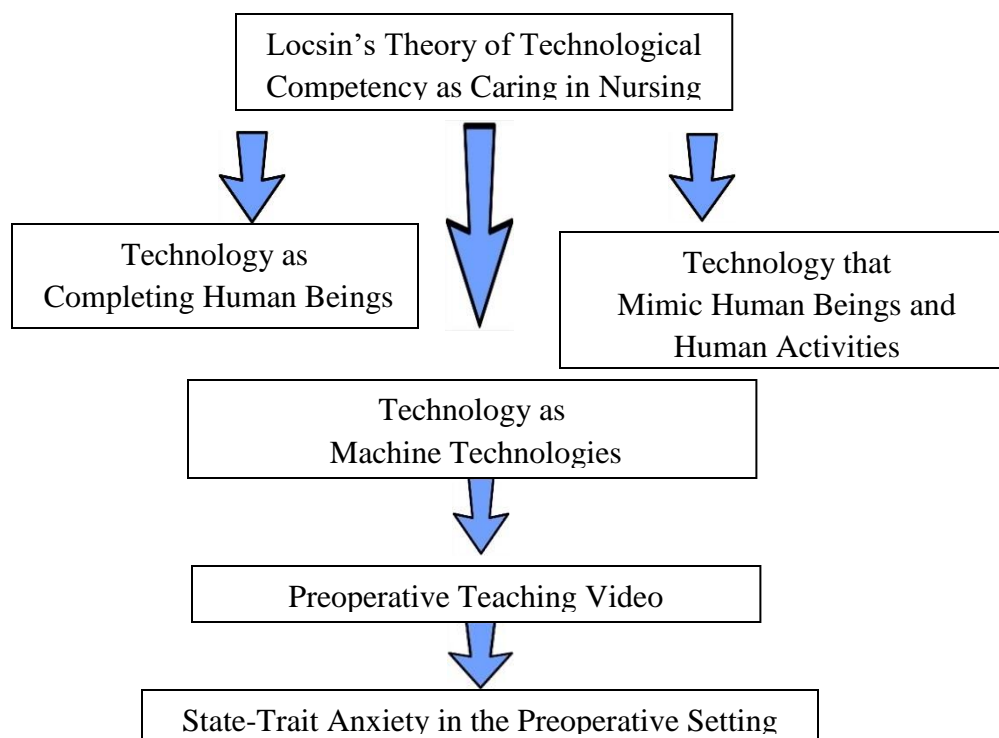 Locsin’s Theory of Technological
Competency as Caring in Nursing
Technology as
Completing Human Beings
Technology that
Mimic Human Beings and
Human Activities
Technology as
Machine Technologies
Preoperative Teaching Video
State-Trait Anxiety in the Preoperative Setting